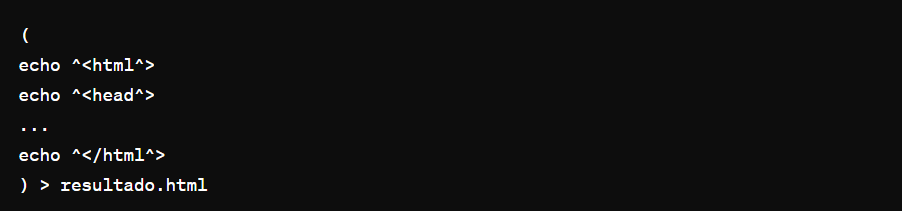 (
echo ^<html^>
echo ^<head^>
...
echo ^</html^>
) > resultado.html